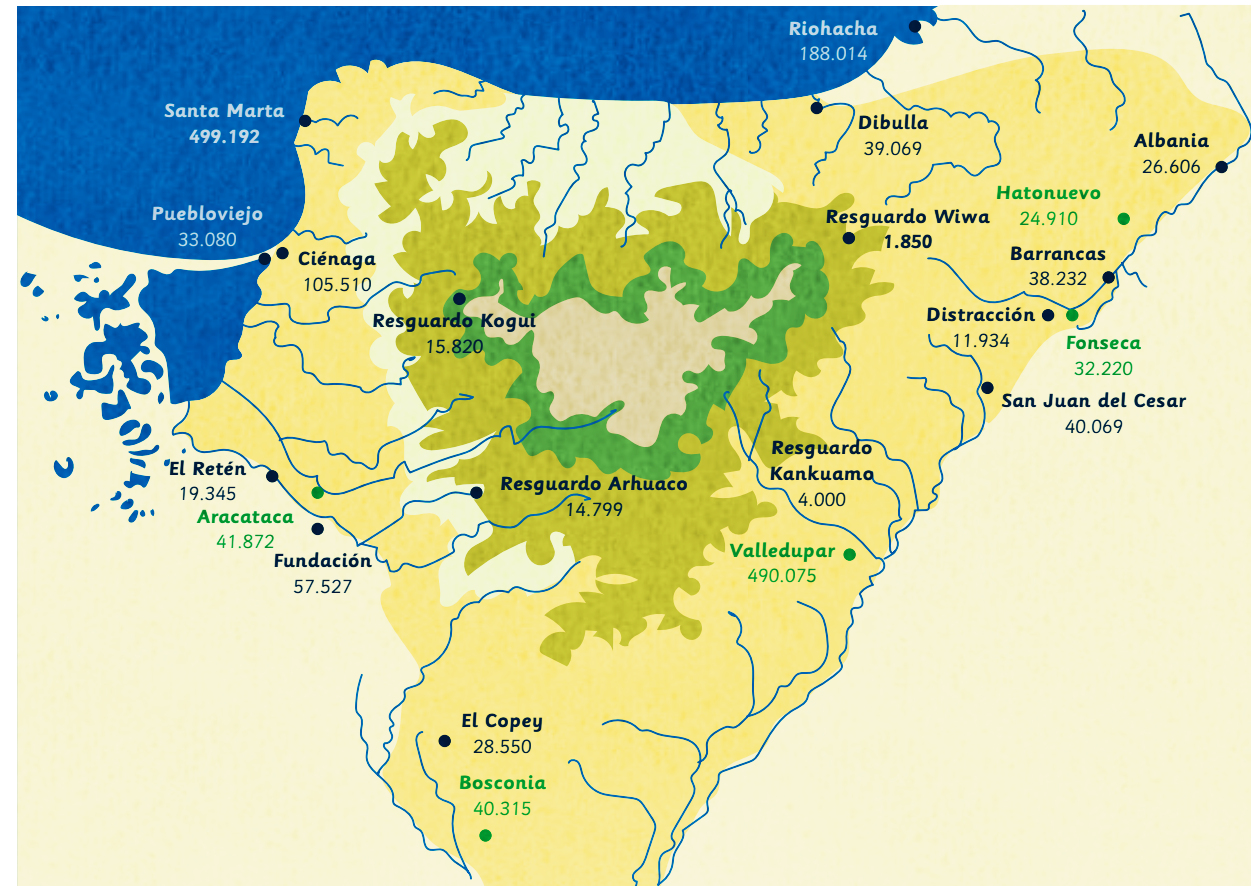 Riohacha
188.014
Santa Marta
499.192
Dibulla
39.069
Albania
26.606
Hatonuevo
24.910
Puebloviejo
33.080
Resguardo Wiwa
1.850
Ciénaga
105.510
Barrancas
38.232
Resguardo Kogui
15.820
Distracción
11.934
Fonseca
32.220
San Juan del Cesar
40.069
Resguardo
Kankuamo
4.000
El Retén
19.345
Resguardo Arhuaco
14.799
Aracataca
41.872
Fundación
57.527
Valledupar
490.075
El Copey
28.550
Bosconia
40.315